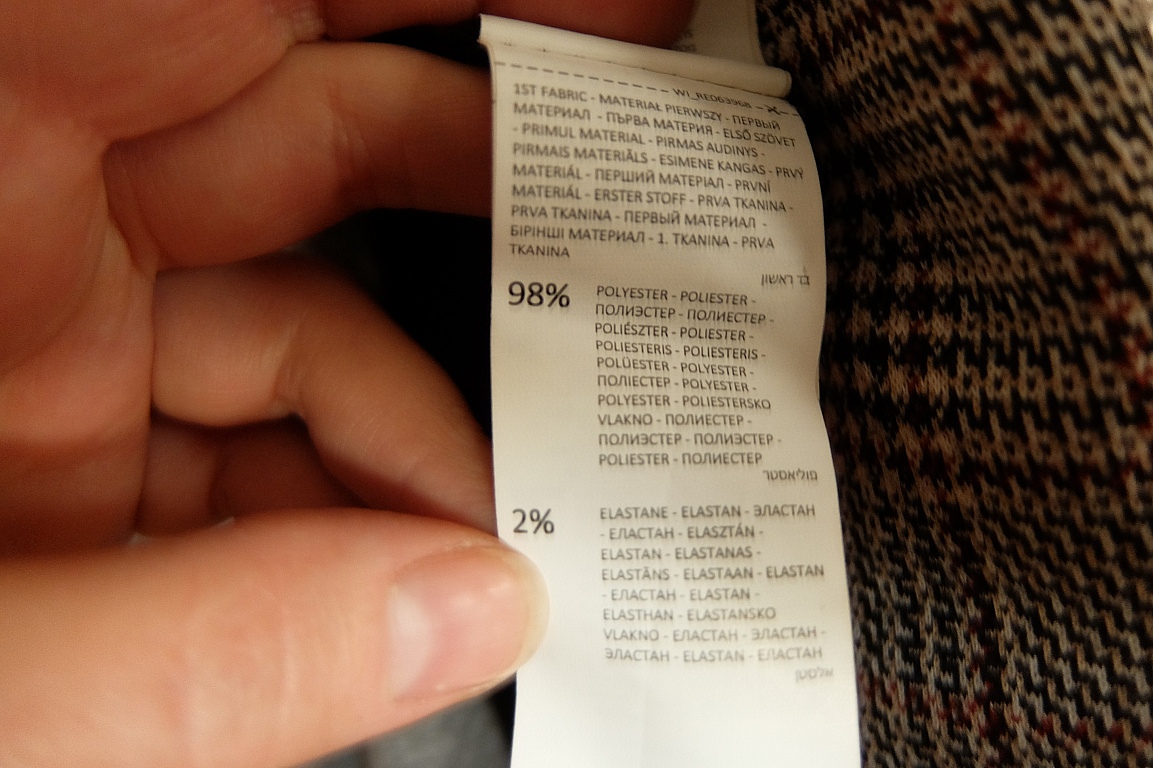 WI_RE063968
1ST FABRIC - MATERIAŁ PIERWSZY - ПЕРВЫЙ
МАТЕРИАЛ - ПЪРВА МАТЕРИЯ - ELSŐ SZÖVET
- PRIMUL MATERIAL - PIRMAS AUDINYS -
PIRMAIS MATERIĀLS - ESIMENE KANGAS - PRVÝ
MATERIÁL - ПЕРШИЙ МАТЕРІАЛ - PRVNÍ
MATERIÁL - ERSTER STOFF - PRVA TKANINA -
PRVA TKANINA - ПЕРВЫЙ МАТЕРИАЛ -
БІРІНШІ МАТЕРИАЛ - 1. TKANINA - PRVA
TKANINA
בד ראשון
98% POLYESTER - POLIESTER -
ПОЛИЭСТЕР - ПОЛИЕСТЕР -
POLIÉSZTER - POLIESTER -
POLIESTERIS - POLIESTERIS -
POLÜESTER - POLYESTER -
ПОЛІЕСТЕР - POLYESTER -
POLYESTER - POLIESTERSKO
VLAKNO - ПОЛИЕСТЕР -
ПОЛИЭСТЕР - ПОЛИЭСТЕР -
POLIESTER - ПОЛИЕСТЕР
פוליאסטר
2% ELASTANE - ELASTAN - ЭЛАСТАН
- ЕЛАСТАН - ELASZTÁN -
ELASTAN - ELASTANAS -
ELASTĀNS - ELASTAAN - ELASTAN
- ЕЛАСТАН - ELASTAN -
ELASTHAN - ELASTANSKO
VLAKNO - ЕЛАСТАН - ЭЛАСТАН -
ЭЛАСТАН - ELASTAN - ЕЛАСТАН
אלסטן